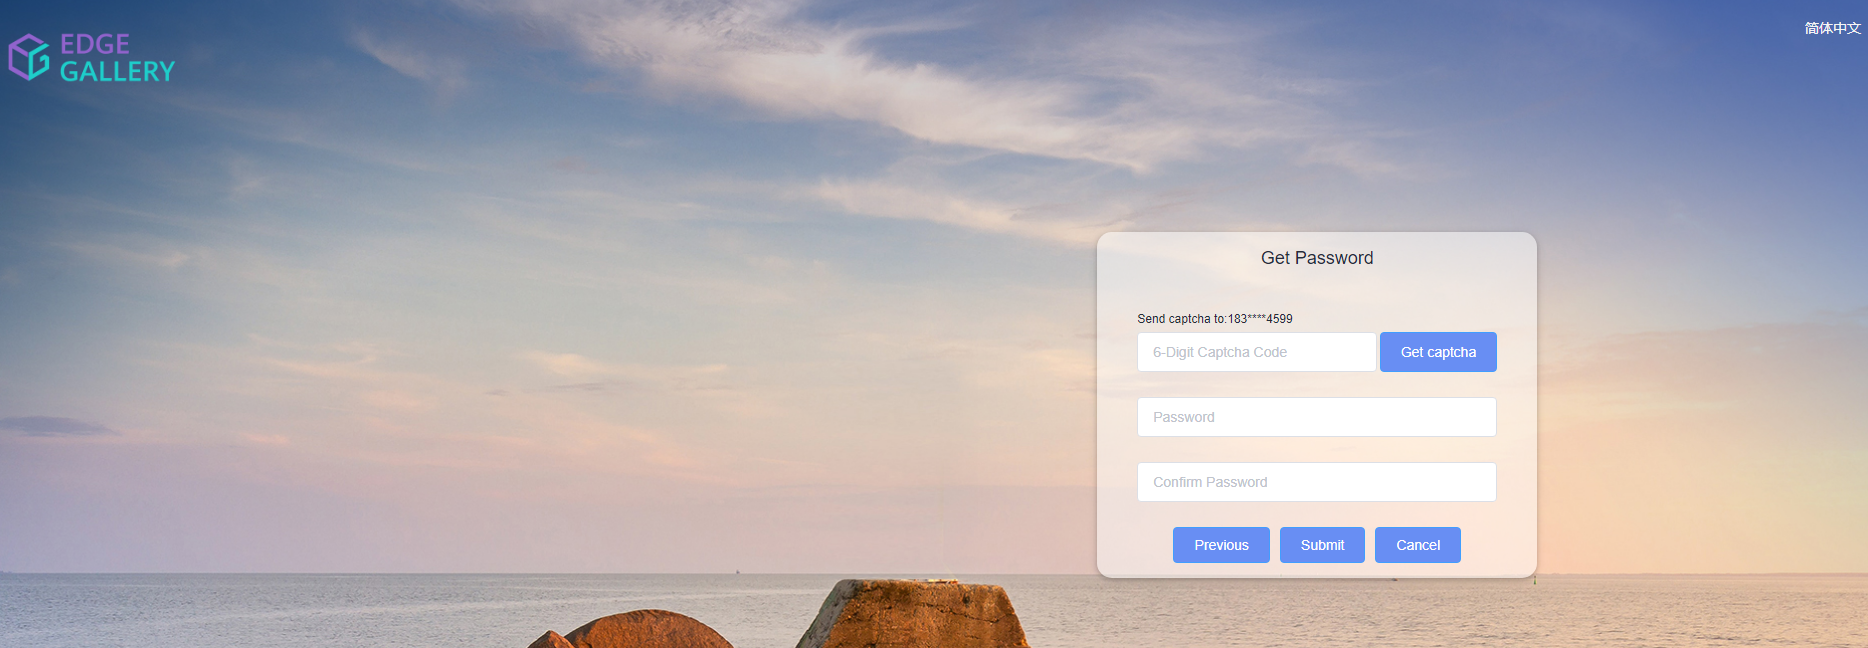 EDGE
GALLERY
简体中文
Get Password
Send captcha to:183****4599
6-Digit Captcha Code
Get captcha
Password
Confirm Password
Previous
Submit
Cancel